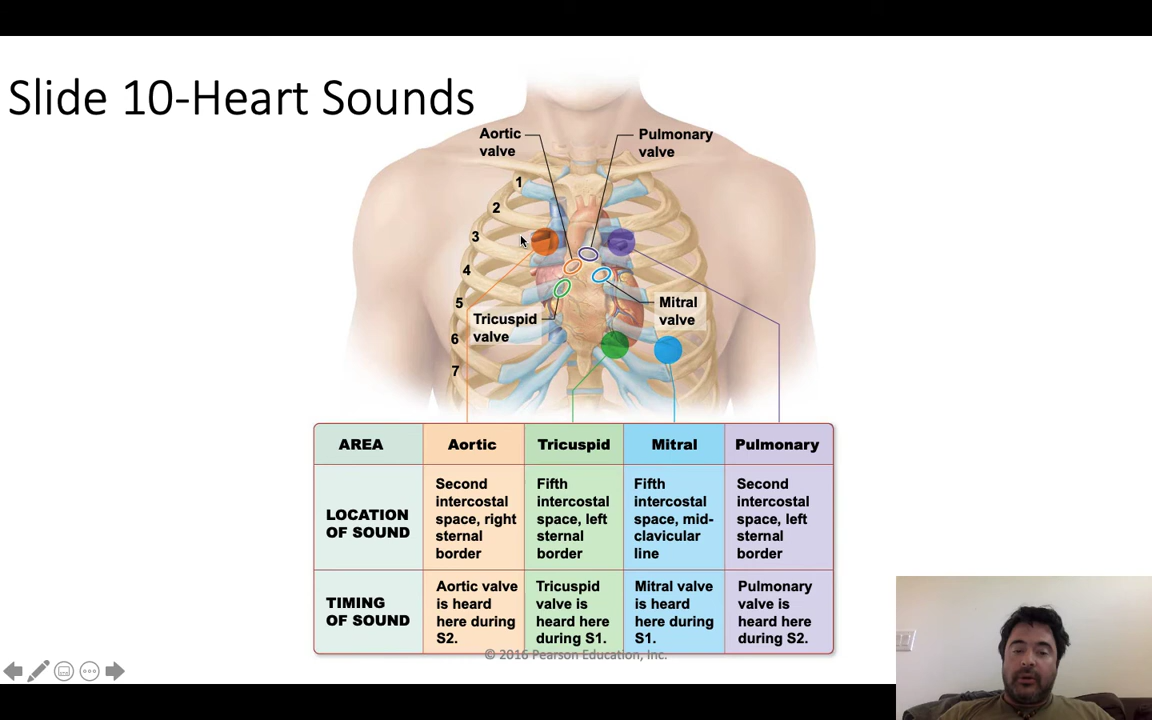 Slide 10-Heart Sounds
Aortic
valve
Pulmonary
valve
1
2
3
4
5
6
7
Tricuspid
valve
Mitral
valve
AREA
Aortic
Tricuspid
Mitral
Pulmonary
LOCATION
OF SOUND
Second
intercostal
space, right
sternal
border
Fifth
intercostal
space, left
sternal
border
Fifth
intercostal
space, mid-
clavicular
line
Second
intercostal
space, left
sternal
border
TIMING
OF SOUND
Aortic valve
is heard
here during
S2.
Tricuspid
valve is
heard here
during S1.
Mitral valve
is heard
here during
S1.
Pulmonary
valve is
heard here
during S2.
© 2016 Pearson Education, Inc.